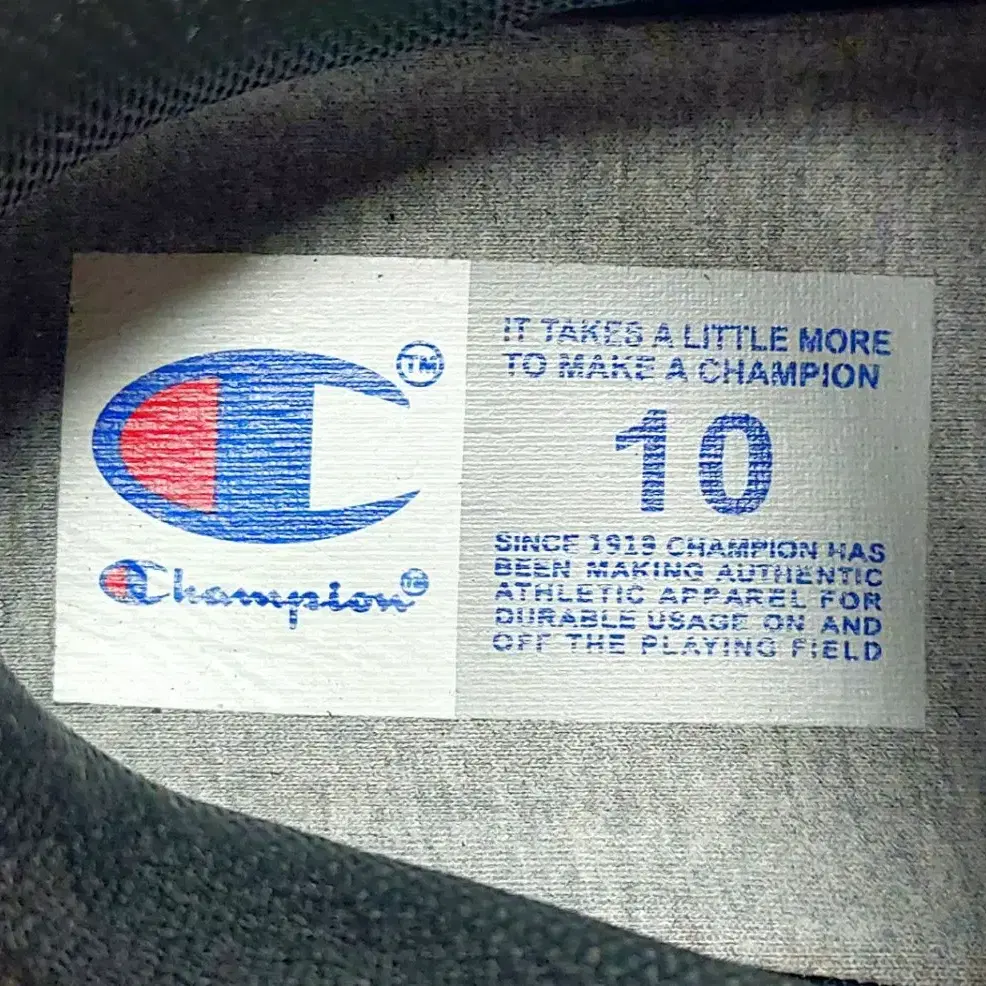 TM
Champion
IT TAKES A LITTLE MORE
TO MAKE A CHAMPION
10
SINCE 1919 CHAMPION HAS
BEEN MAKING AUTHENTIC
ATHLETIC APPAREL FOR
DURABLE USAGE ON AND
OFF THE PLAYING FIELD